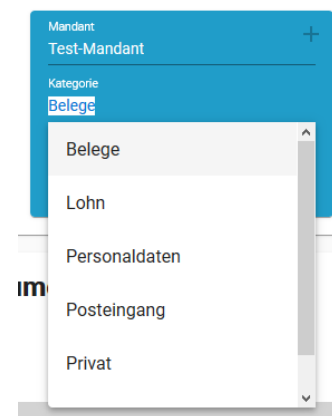 Mandant
Test-Mandant
Kategorie
Belege
Belege
Lohn
Personaldaten
Posteingang
Privat